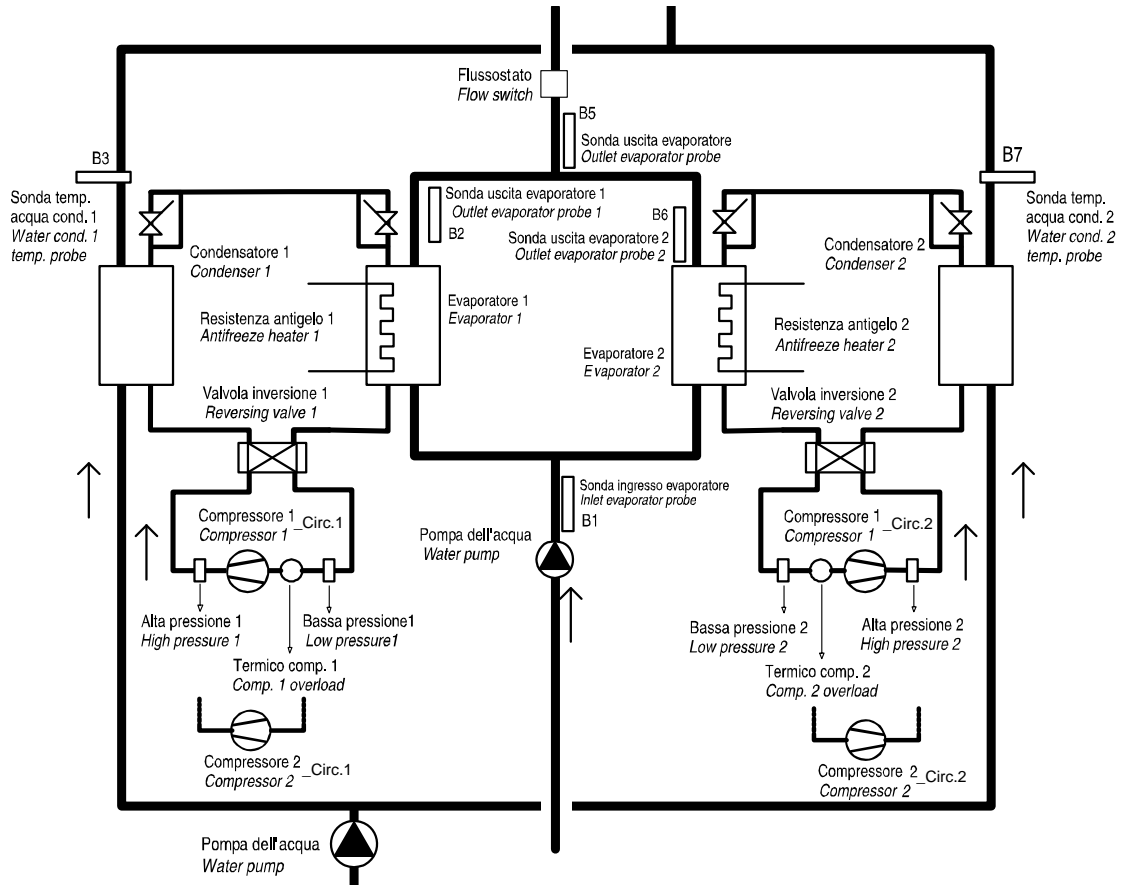 Flussostato
Flow switch
B5
Sonda uscita evaporatore
Outlet evaporator probe
B3
B7
Sonda temp.
acqua cond. 1
Water cond. 1
temp. probe
Sonda uscita evaporatore 1
Outlet evaporator probe 1
B2
B6
Sonda uscita evaporatore 2
Outlet evaporator probe 2
Sonda temp.
acqua cond. 2
Water cond. 2
temp. probe
Condensatore 1
Condenser 1
Condensatore 2
Condenser 2
Resistenza antigelo 1
Antifreeze heater 1
Evaporatore 1
Evaporator 1
Evaporatore 2
Evaporator 2
Resistenza antigelo 2
Antifreeze heater 2
Valvola inversione 1
Reversing valve 1
Valvola inversione 2
Reversing valve 2
Sonda ingresso evaporatore
Inlet evaporator probe
B1
Compressore 1
Compressor 1 _Circ.1
Pompa dell'acqua
Water pump
Compressore 1
Compressor 1 _Circ.2
Alta pressione 1
High pressure 1
Bassa pressione1
Low pressure1
Termico comp. 1
Comp. 1 overload
Bassa pressione 2
Low pressure 2
Alta pressione 2
High pressure 2
Termico comp. 2
Comp. 2 overload
Compressore 2
Compressor 2 _Circ.1
Compressore 2
Compressor 2 _Circ.2
Pompa dell'acqua
Water pump